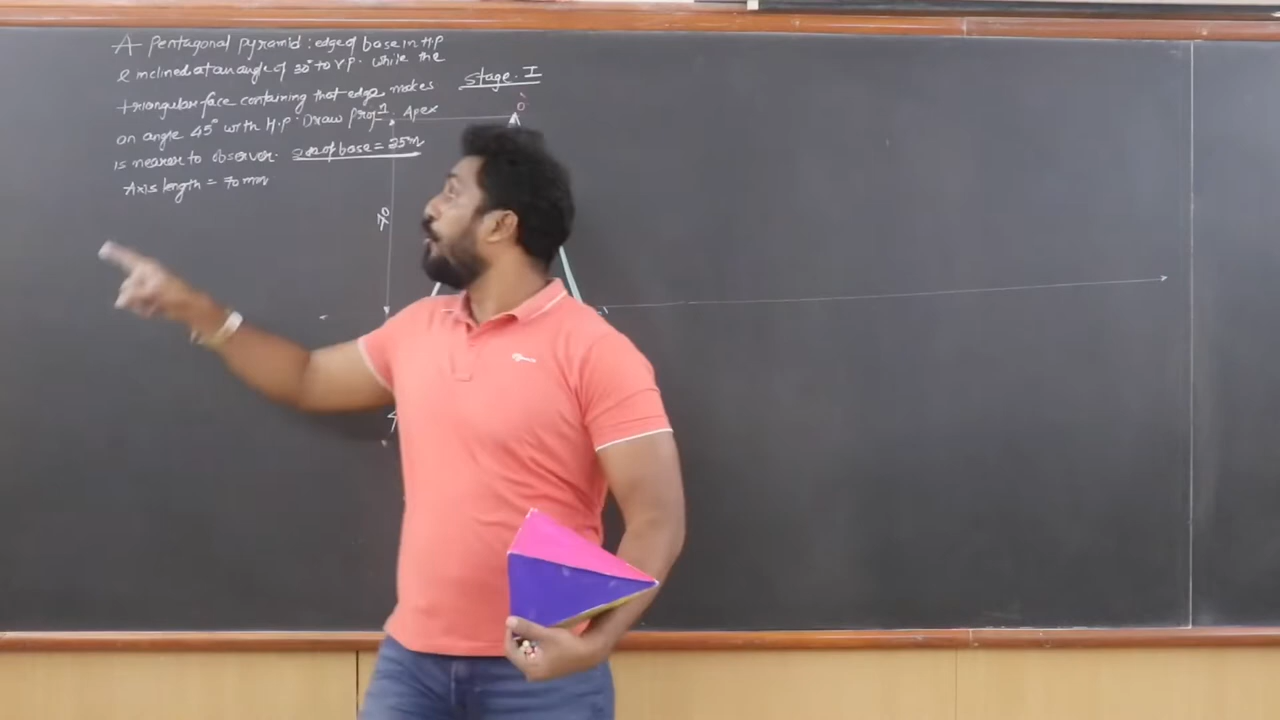 A Pentagonal pyramid : edge of base in H.P
& inclined at an angle of 30° to V.P. while the
triangular face containing that edge makes
an angle 45° with H.P. Draw Projn. Apex
is nearer to observer. side of base = 35m
Axis length = 70 mm
Stage. I
o'
70